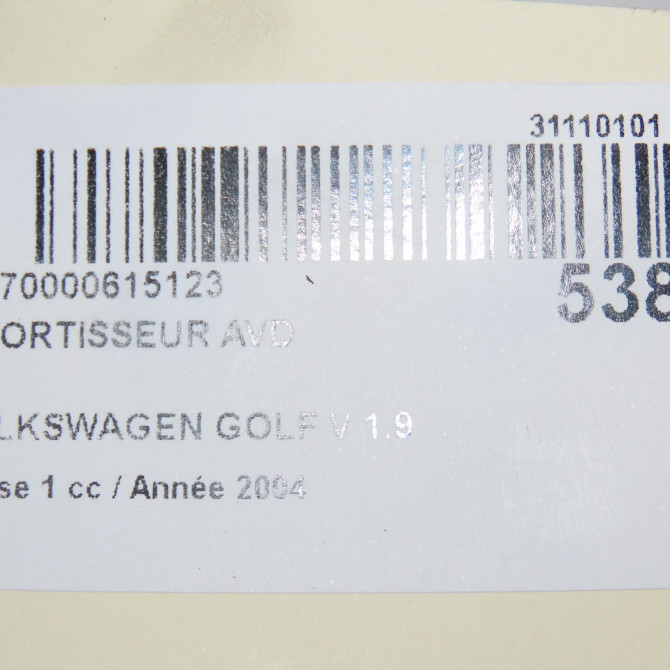 31110101
70000615123
538
ORTISSEUR AVD
LKSWAGEN GOLF V 1.9
se 1 cc / Année 2004